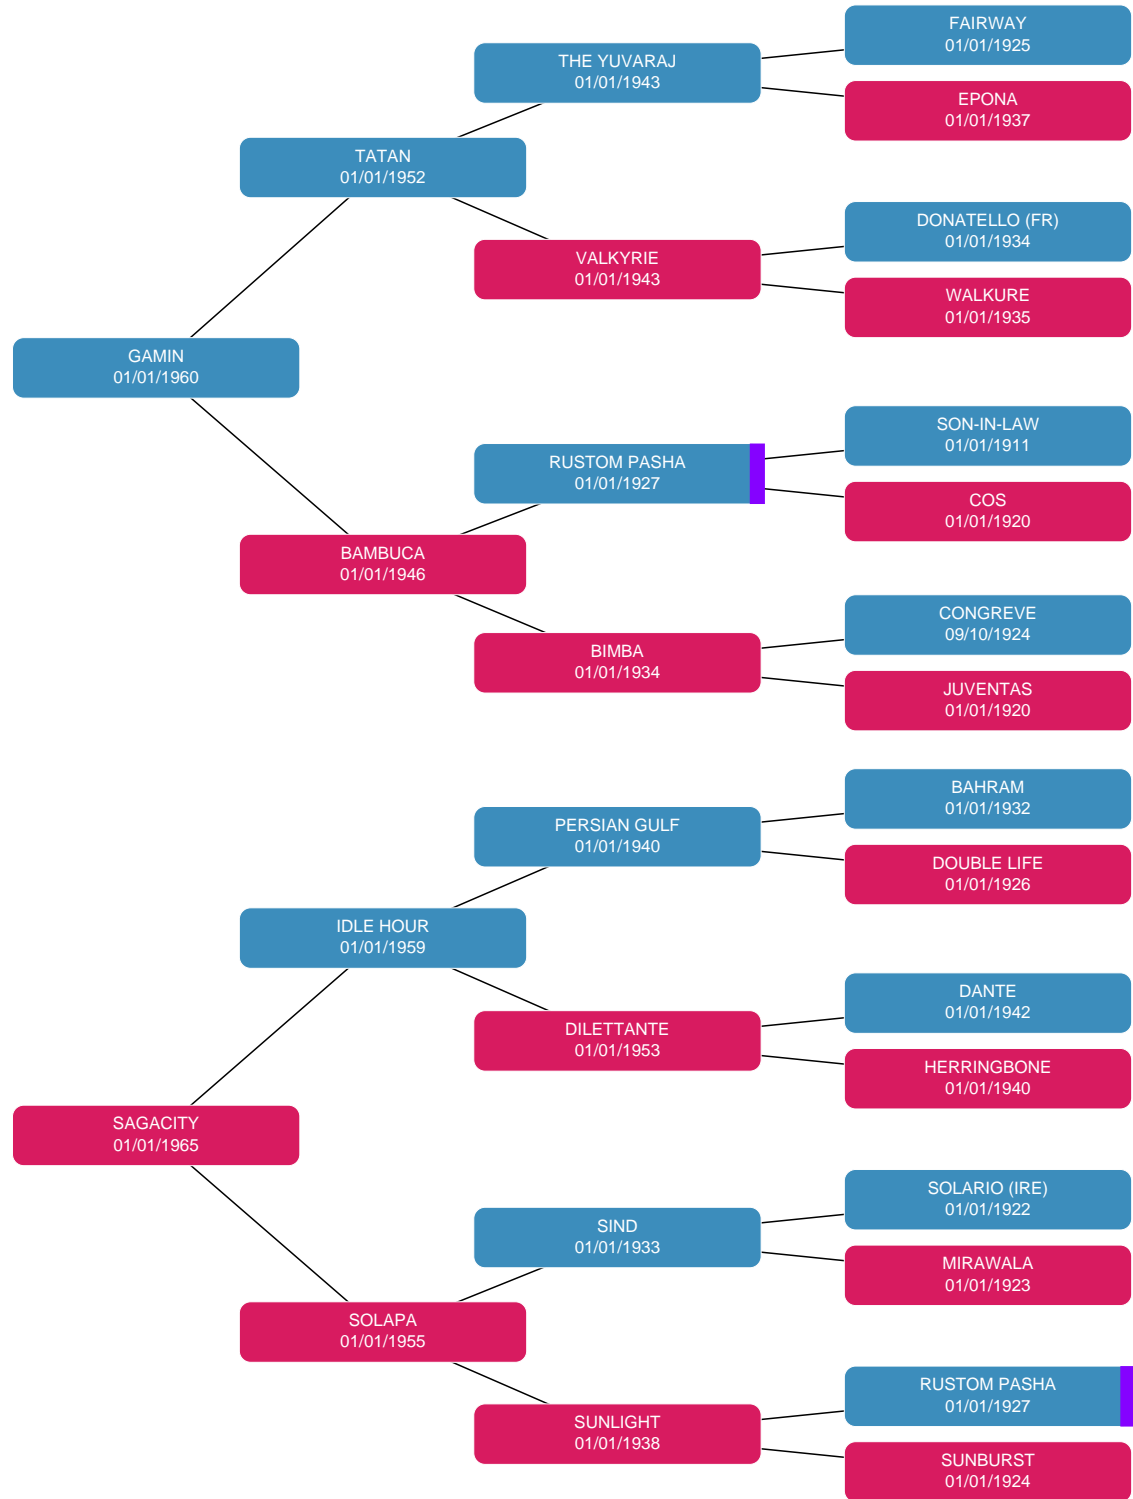 FAIRWAY
01/01/1925
THE YUVARAJ
01/01/1943
EPONA
01/01/1937
TATAN
01/01/1952
DONATELLO (FR)
01/01/1934
VALKYRIE
01/01/1943
WALKURE
01/01/1935
GAMIN
01/01/1960
SON-IN-LAW
01/01/1911
RUSTOM PASHA
01/01/1927
COS
01/01/1920
BAMBUCA
01/01/1946
CONGREVE
09/10/1924
BIMBA
01/01/1934
JUVENTAS
01/01/1920
BAHRAM
01/01/1932
PERSIAN GULF
01/01/1940
DOUBLE LIFE
01/01/1926
IDLE HOUR
01/01/1959
DANTE
01/01/1942
DILETTANTE
01/01/1953
HERRINGBONE
01/01/1940
SAGACITY
01/01/1965
SOLARIO (IRE)
01/01/1922
SIND
01/01/1933
MIRAWALA
01/01/1923
SOLAPA
01/01/1955
RUSTOM PASHA
01/01/1927
SUNLIGHT
01/01/1938
SUNBURST
01/01/1924